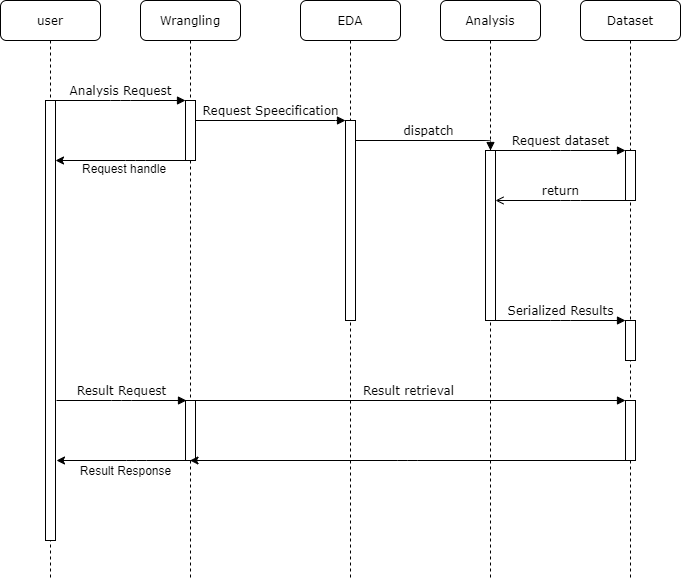 user
Wrangling
EDA
Analysis
Dataset
Analysis Request
Request Speecification
dispatch
Request dataset
Request handle
return
Serialized Results
Result Request
Result retrieval
Result Response